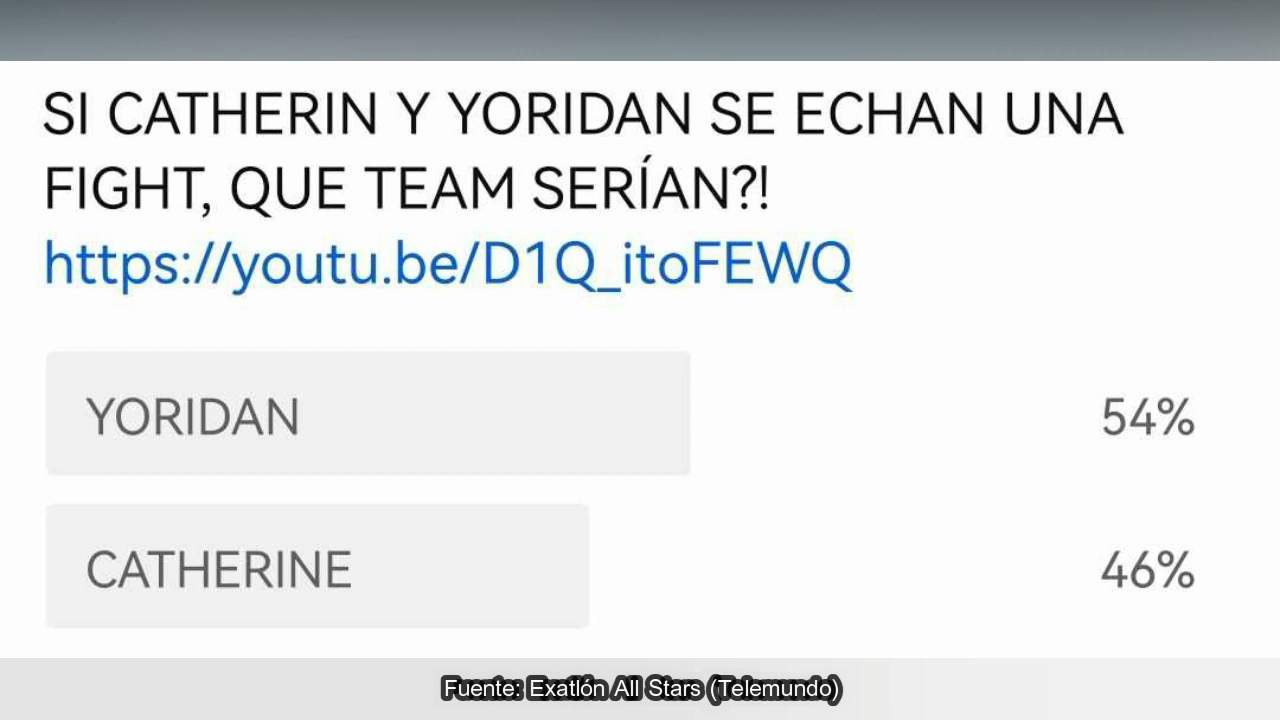 SI CATHERIN Y YORIDAN SE ECHAN UNA
FIGHT, QUE TEAM SERÍAN?!
https://youtu.be/D1Q_itoFEWQ
YORIDAN 54%
CATHERINE 46%
Fuente: Exatlón All Stars (Telemundo)